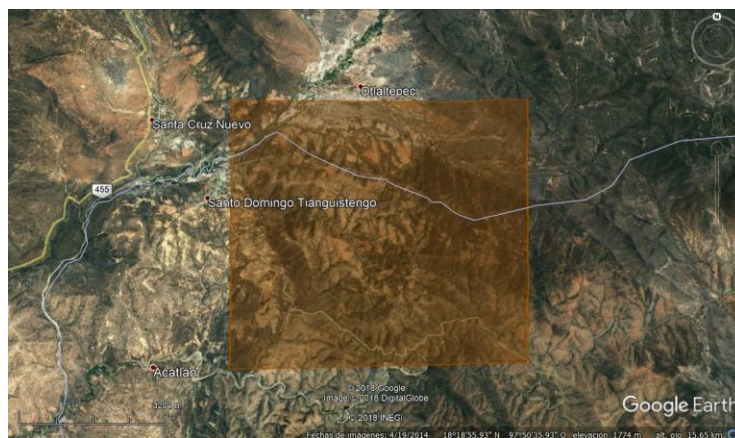 N
Otlaltepec
Santa Cruz Nuevo
455
Santo Domingo Tianguistengo
Acatlán
© 2018 Google
Image © 2018 DigitalGlobe
© 2018 INEGI
Google Earth
Fechas de imágenes: 4/19/2014 18°18'55.93" N 97°50'35.93" O elevación 1774 m alt. ojo 15.65 km